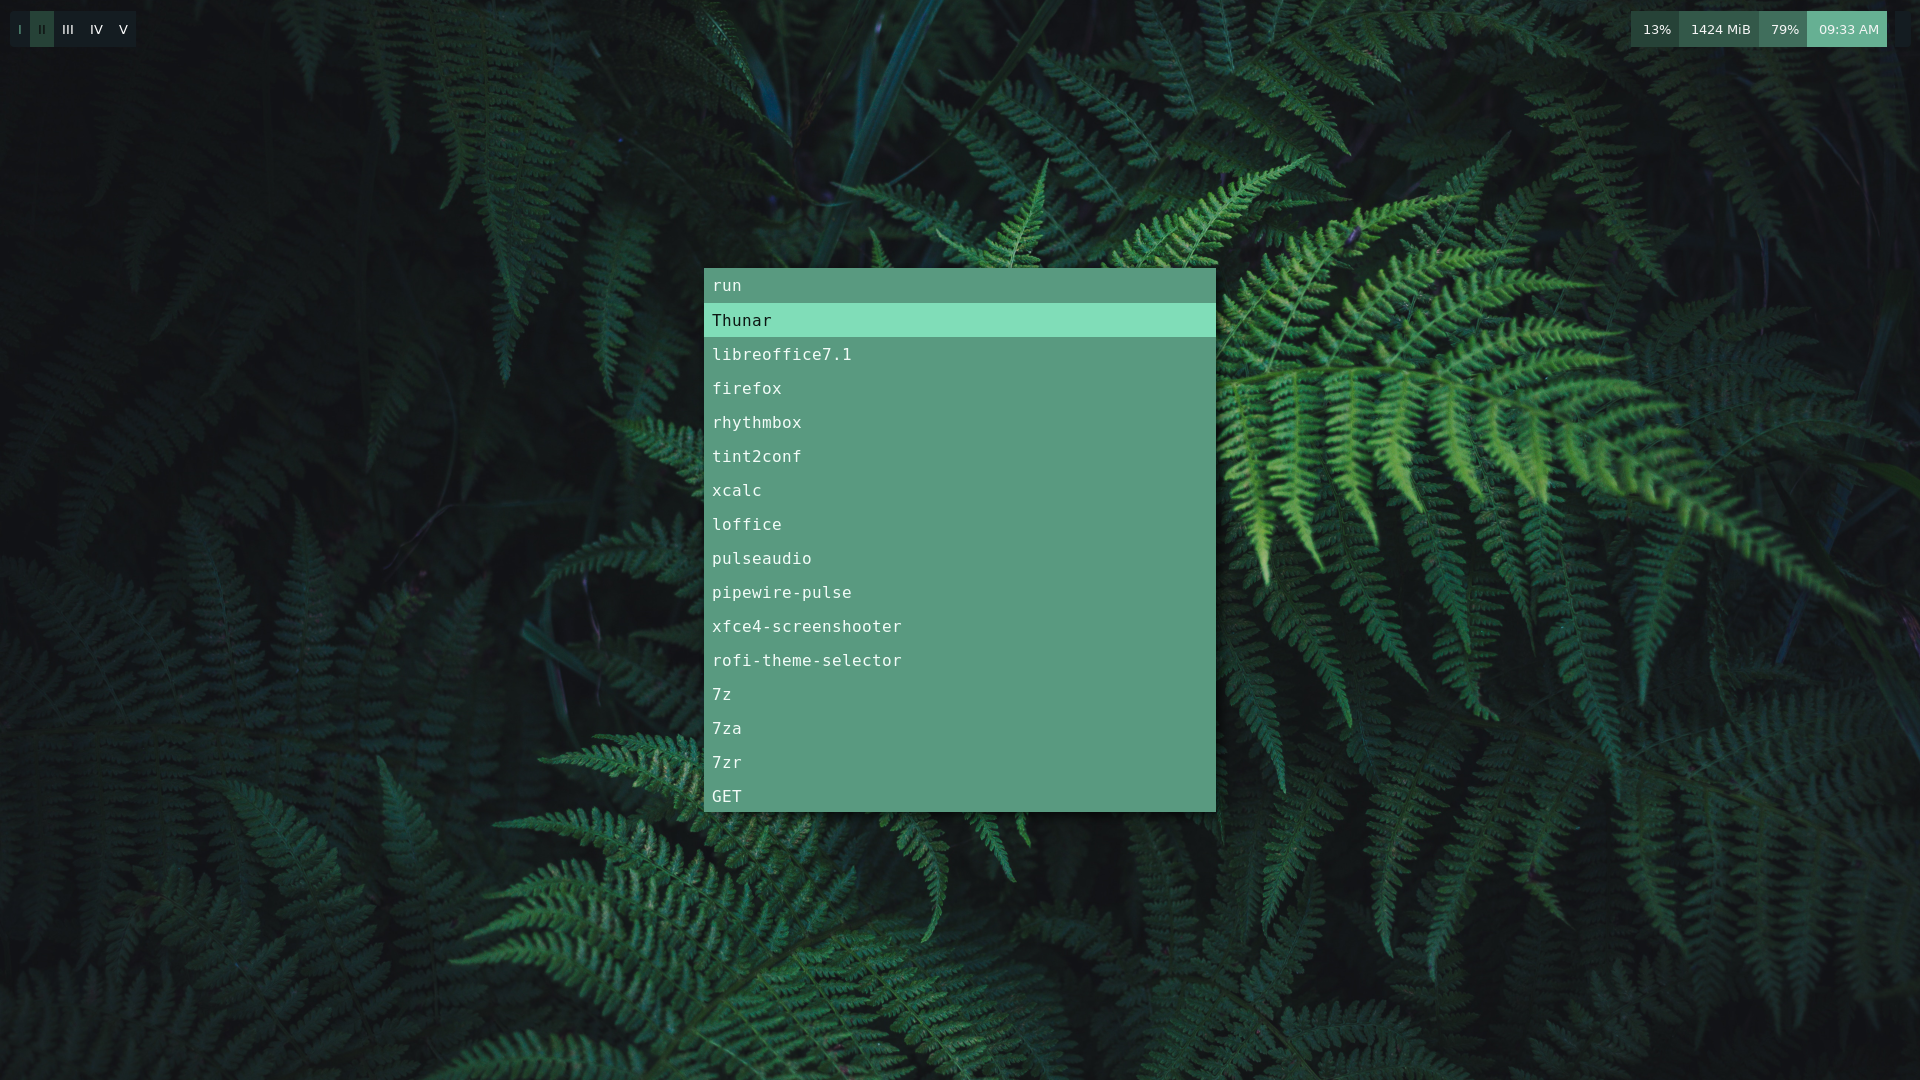 I II III IV V
13% 1424 MiB 79% 09:33 AM
run
Thunar
libreoffice7.1
firefox
rhythmbox
tint2conf
xcalc
loffice
pulseaudio
pipewire-pulse
xfce4-screenshooter
rofi-theme-selector
7z
7za
7zr
GET